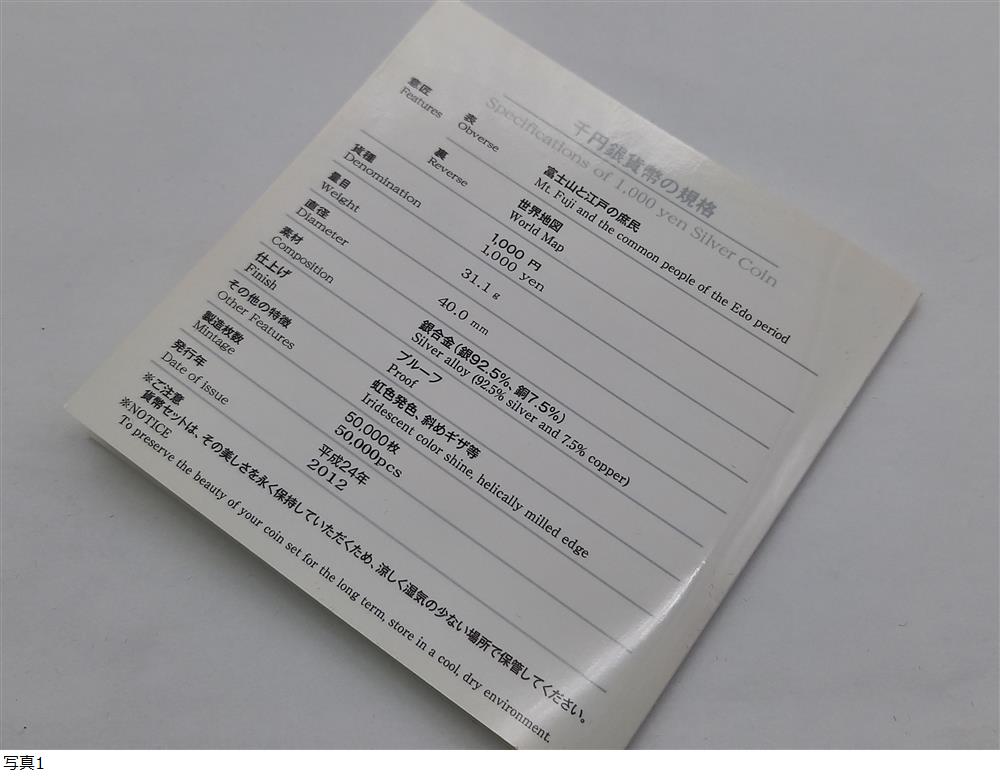 千円銀貨幣の規格
Specifications of 1,000 yen Silver Coin
意匠 表 富士山と江戸の庶民
Features Obverse Mt. Fuji and the common people of the Edo period
裏 世界地図
Reverse World Map
貨種 1,000 円
Denomination 1,000 yen
量目 31.1 g
Weight
直径 40.0 mm
Diameter
素材 銀合金(銀92.5%、銅7.5%)
Composition Silver alloy (92.5% silver and 7.5% copper)
仕上げ プルーフ
Finish Proof
その他の特徴 虹色発色、斜めギザ等
Other Features Iridescent color shine, helically milled edge
製造枚数 50,000枚
Mintage 50,000pcs
発行年 平成24年
Date of issue 2012
※ご注意
貨幣セットは、その美しさを永く保持していただくため、涼しく湿気の少ない場所で保管してください。
※NOTICE
To preserve the beauty of your coin set for the long term, store in a cool, dry environment.
写真1